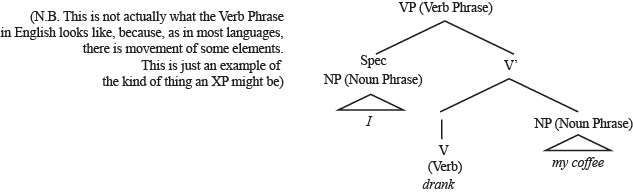 (N.B. This is not actually what the Verb Phrase
in English looks like, because, as in most languages,
there is movement of some elements.
This is just an example of
the kind of thing an XP might be)
VP (Verb Phrase)
Spec
NP (Noun Phrase)
I
V'
V
(Verb)
drank
NP (Noun Phrase)
my coffee